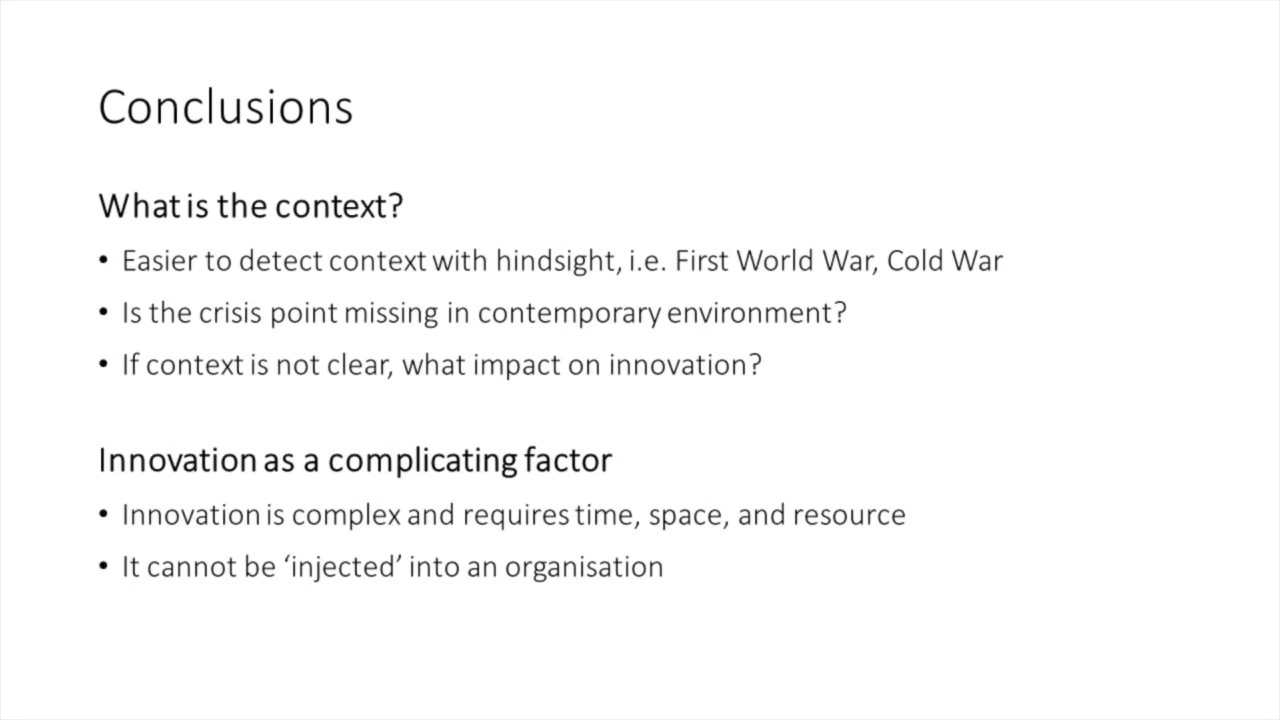 Conclusions
What is the context?
• Easier to detect context with hindsight, i.e. First World War, Cold War
• Is the crisis point missing in contemporary environment?
• If context is not clear, what impact on innovation?
Innovation as a complicating factor
• Innovation is complex and requires time, space, and resource
• It cannot be ‘injected’ into an organisation